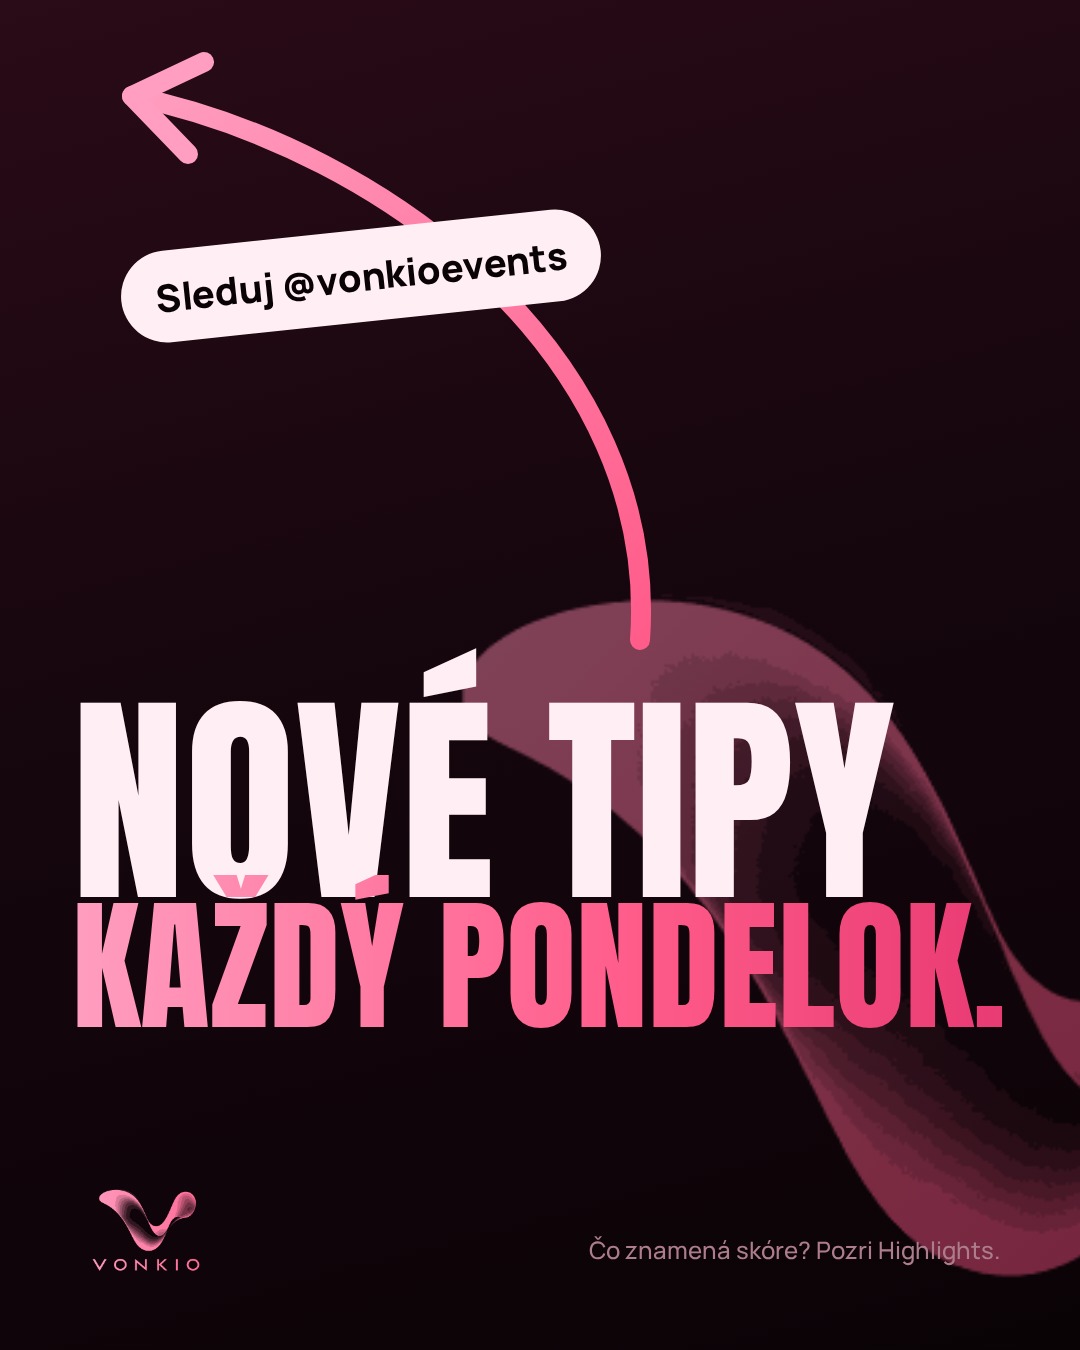 Sleduj @vonkioevents
NOVÉ TIPY
KAŽDÝ PONDELOK.
VONKIO
Čo znamená skóre? Pozri Highlights.